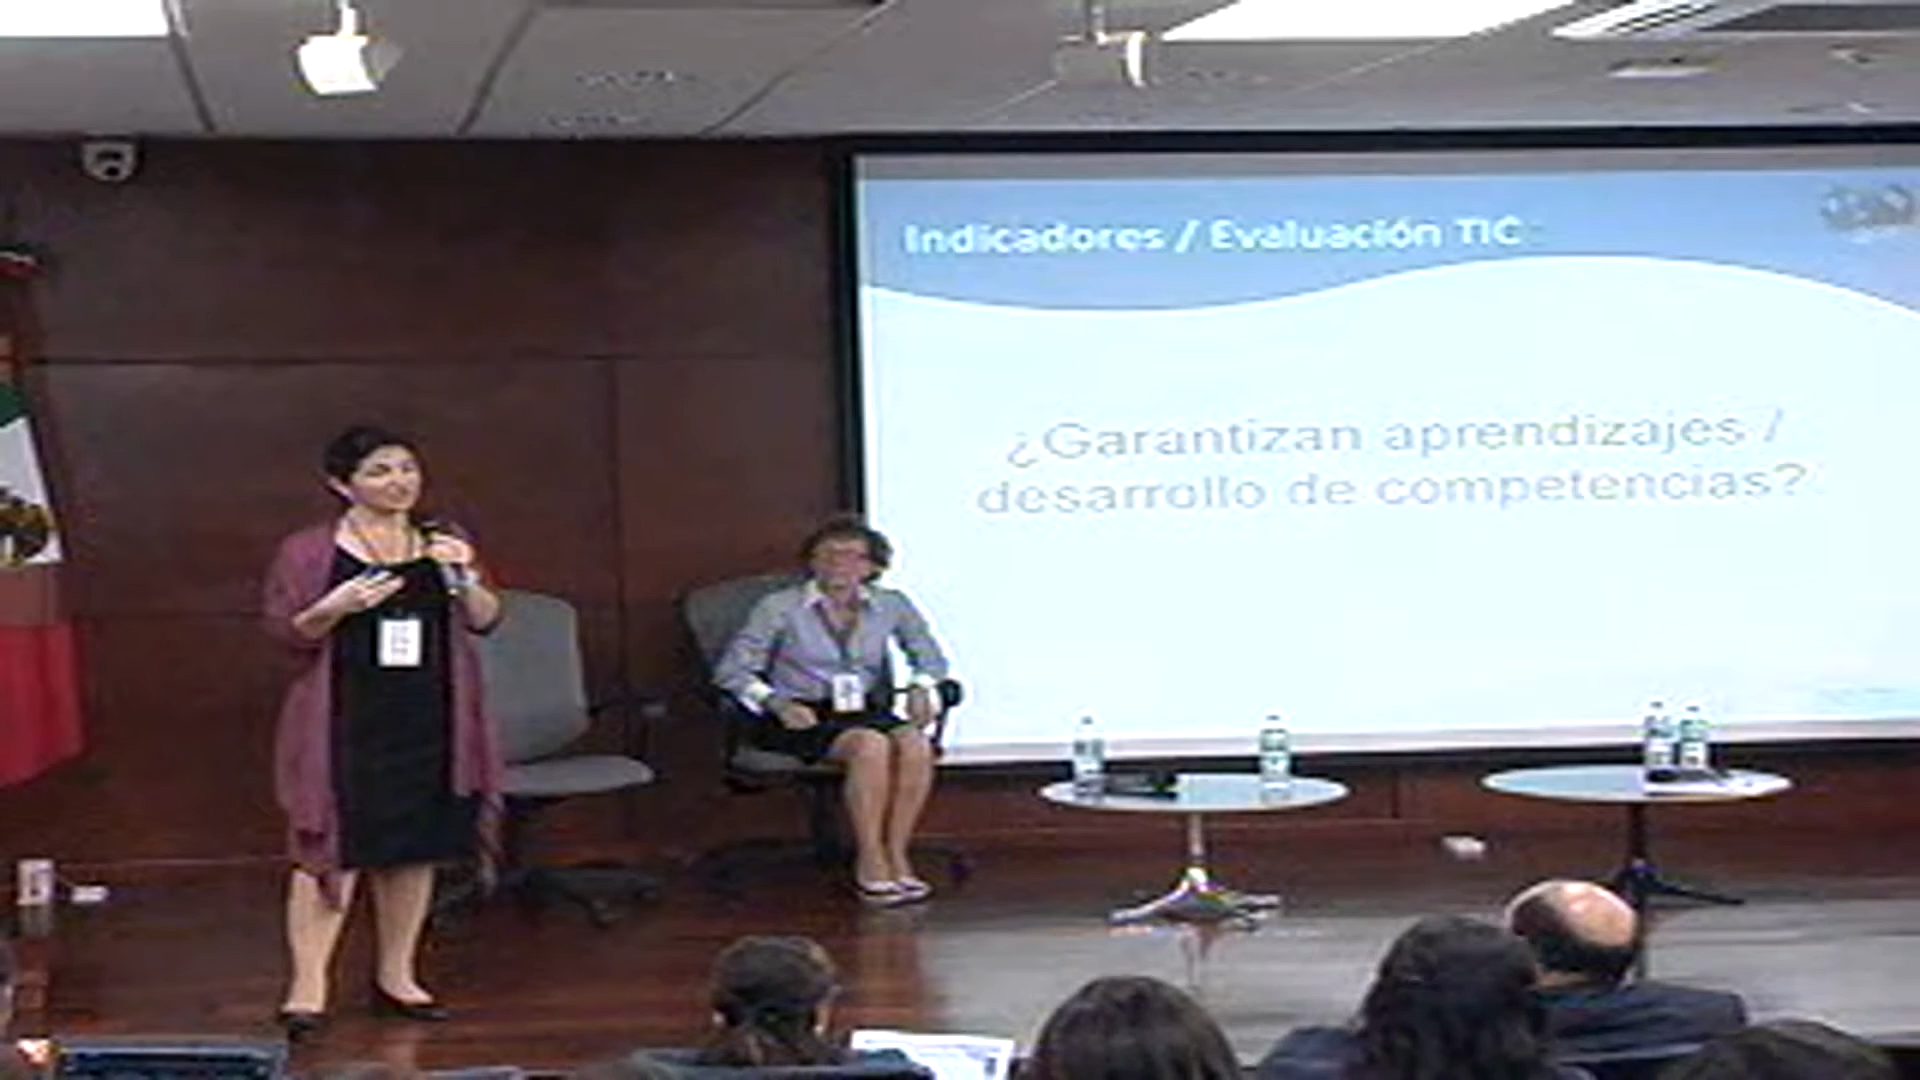 Indicadores / Evaluación TIC
¿Garantizan aprendizajes /
desarrollo de competencias?